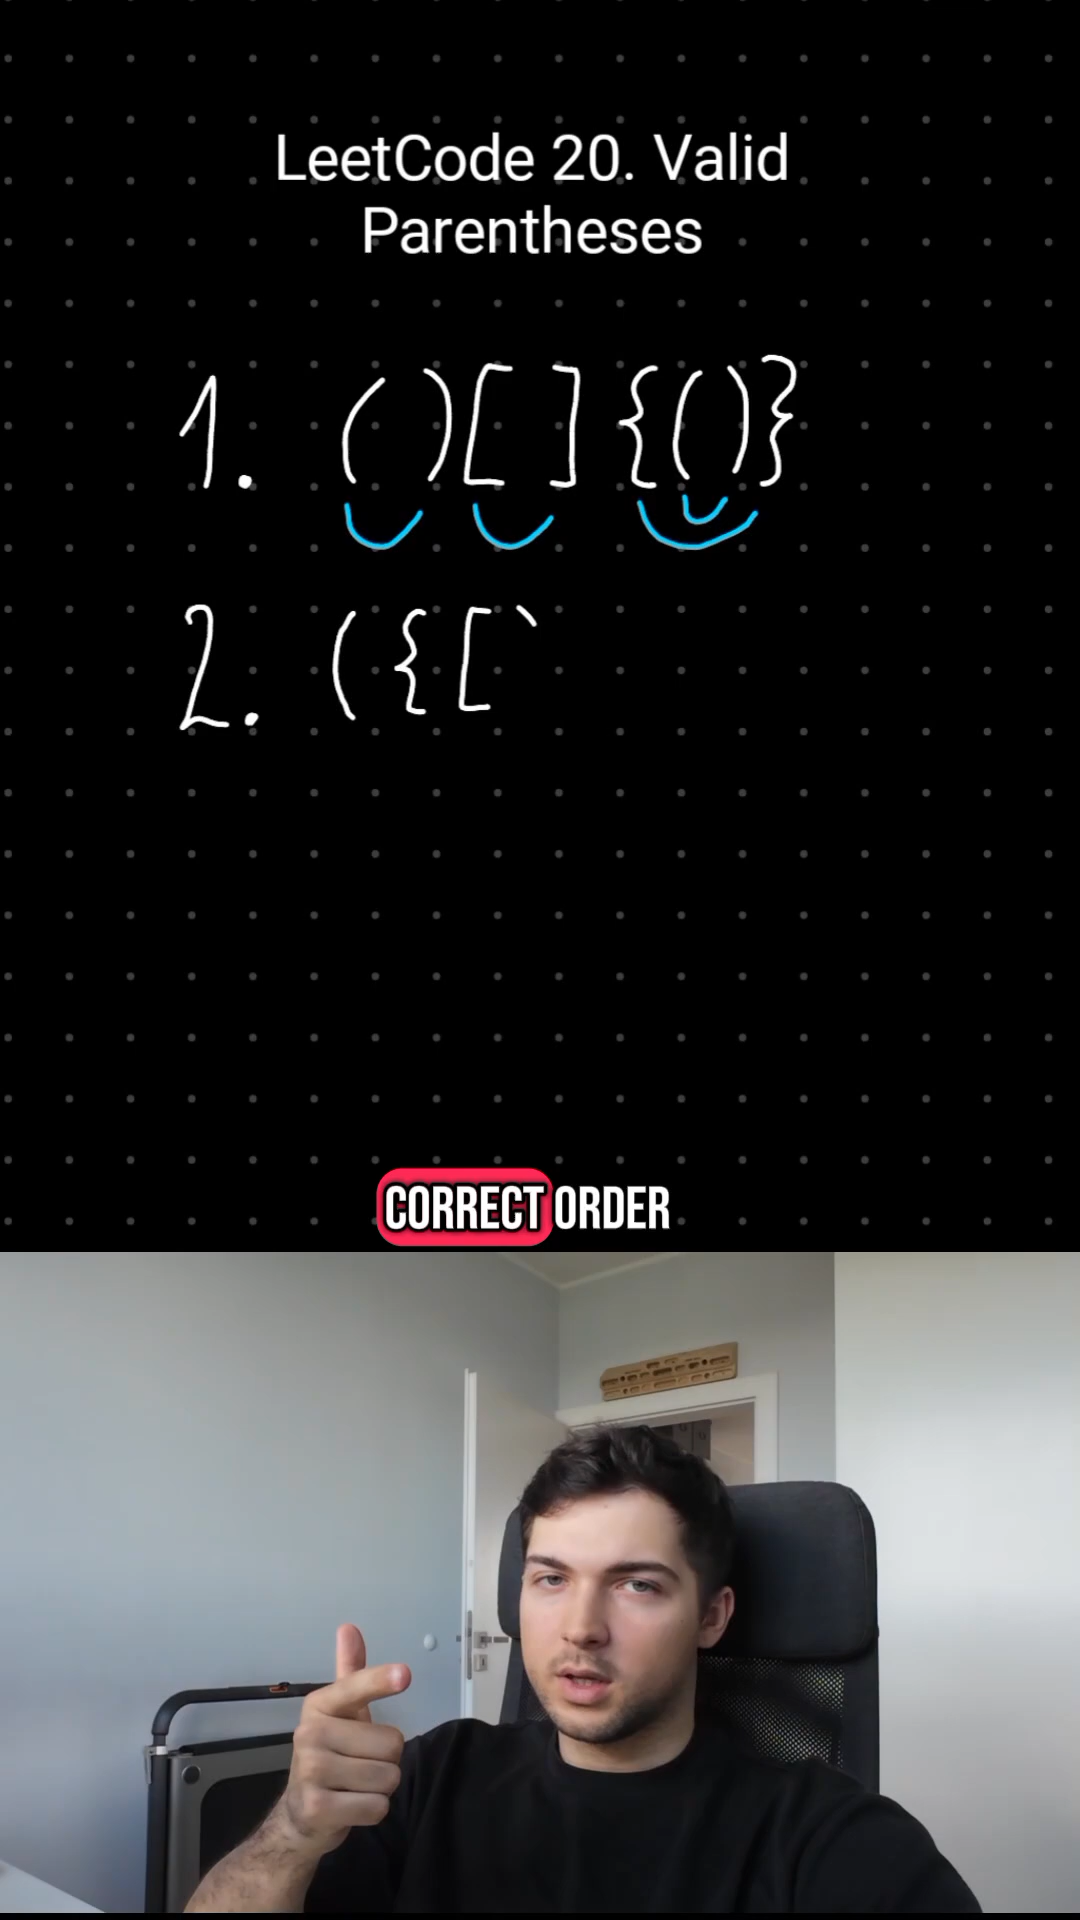 LeetCode 20. Valid
Parentheses
1. ()[]{()}
2. ({[`
CORRECT ORDER